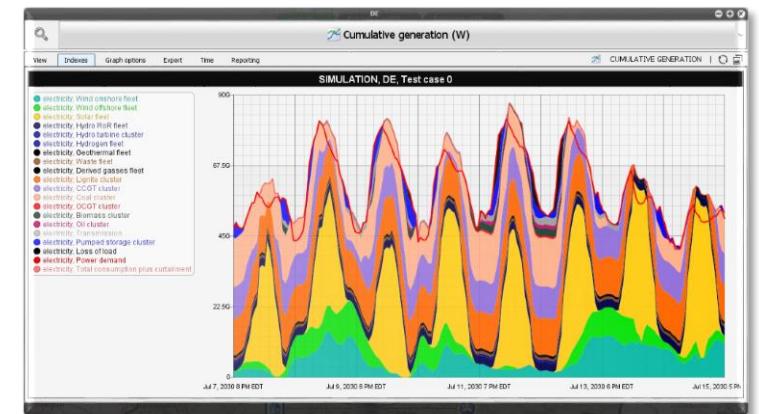 DE
Cumulative generation (W)
View Indexes Graph options Export Time Reporting CUMULATIVE GENERATION |
SIMULATION, DE, Test case 0
electricity, Wind onshore fleet
electricity, Wind offshore fleet
electricity, Solar fleet
electricity, Hydro RoR fleet
electricity, Hydro turbine cluster
electricity, Hydrogen fleet
electricity, Geothermal fleet
electricity, Waste fleet
electricity, Derived gasses fleet
electricity, Lignite cluster
electricity, CCGT cluster
electricity, Coal cluster
electricity, OCGT cluster
electricity, Biomass cluster
electricity, Oil cluster
electricity, Transmission
electricity, Pumped storage cluster
electricity, Loss of load
electricity, Power demand
electricity, Total consumption plus curtailment
90G
67.5G
45G
22.5G
0
Jul 7, 2030 8 PM EDT Jul 9, 2030 8 PM EDT Jul 11, 2030 7 PM EDT Jul 13, 2030 6 PM EDT Jul 15, 2030 5 PM